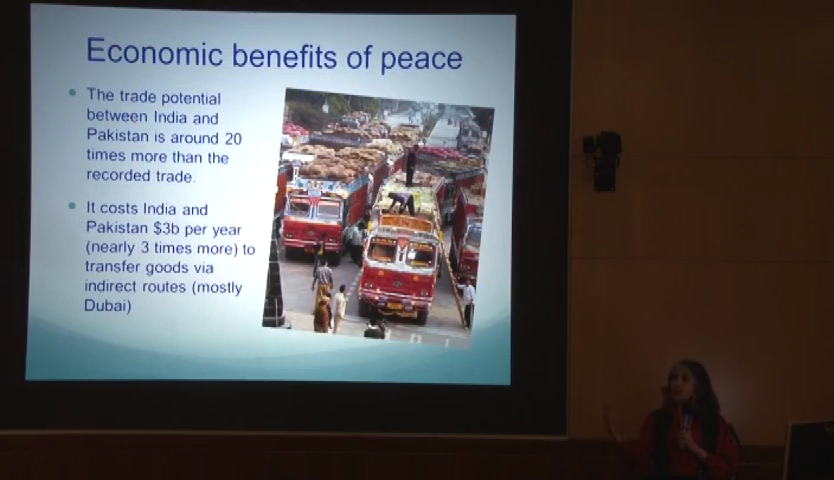 Economic benefits of peace
The trade potential
between India and
Pakistan is around 20
times more than the
recorded trade.
It costs India and
Pakistan $3b per year
(nearly 3 times more) to
transfer goods via
indirect routes (mostly
Dubai)